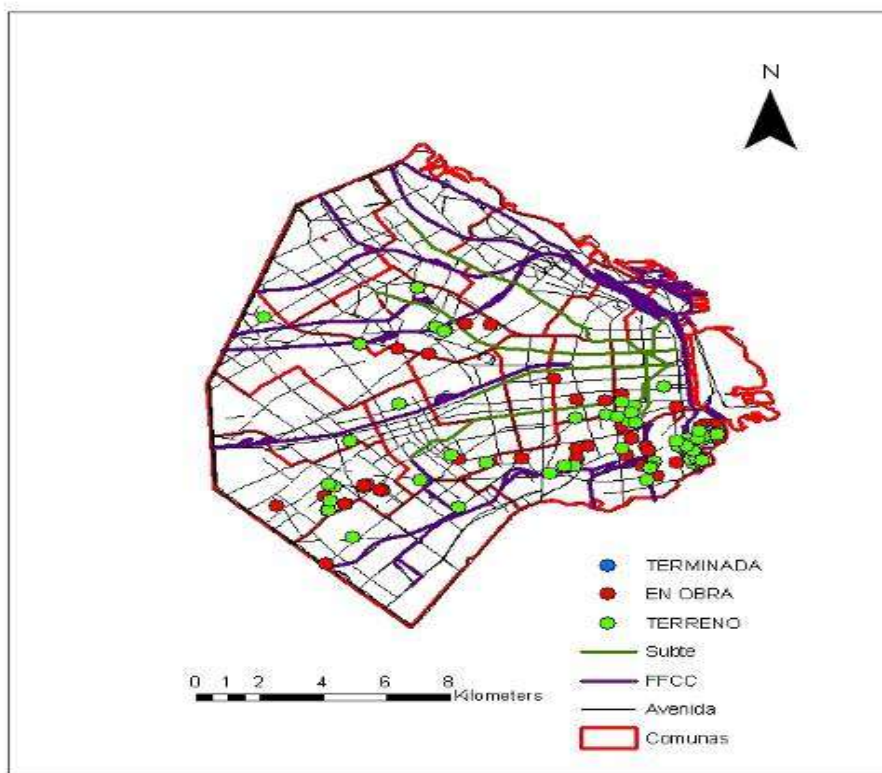 N
TERMINADA
EN OBRA
TERRENO
Subte
FFCC
Avenida
Comunas
0 1 2 4 6 8
Kilometers